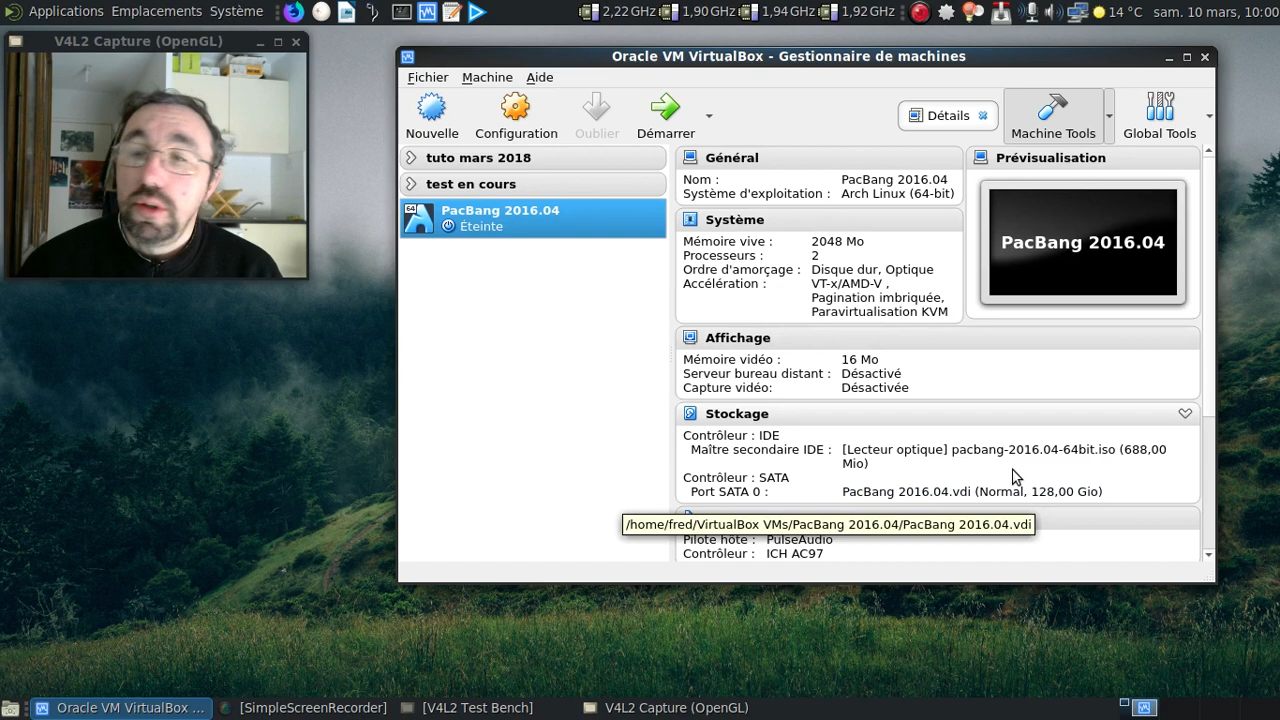 Applications Emplacements Système
2,22 GHz 1,90 GHz 1,94 GHz 1,92 GHz 14 °C sam. 10 mars, 10:00
V4L2 Capture (OpenGL)
Oracle VM VirtualBox - Gestionnaire de machines
Fichier Machine Aide
Nouvelle Configuration Oublier Démarrer Détails Machine Tools Global Tools
tuto mars 2018
test en cours
64
PacBang 2016.04
Éteinte
Général
Nom : PacBang 2016.04
Système d'exploitation : Arch Linux (64-bit)
Système
Mémoire vive : 2048 Mo
Processeurs : 2
Ordre d'amorçage : Disque dur, Optique
Accélération : VT-x/AMD-V ,
Pagination imbriquée,
Paravirtualisation KVM
Prévisualisation
PacBang 2016.04
Affichage
Mémoire vidéo : 16 Mo
Serveur bureau distant : Désactivé
Capture vidéo: Désactivée
Stockage
Contrôleur : IDE
Maître secondaire IDE : [Lecteur optique] pacbang-2016.04-64bit.iso (688,00
Mio)
Contrôleur : SATA
Port SATA 0 : PacBang 2016.04.vdi (Normal, 128,00 Gio)
/home/fred/VirtualBox VMs/PacBang 2016.04/PacBang 2016.04.vdi
Pilote hôte : PulseAudio
Contrôleur : ICH AC97
Oracle VM VirtualBox ... [SimpleScreenRecorder] [V4L2 Test Bench] V4L2 Capture (OpenGL)